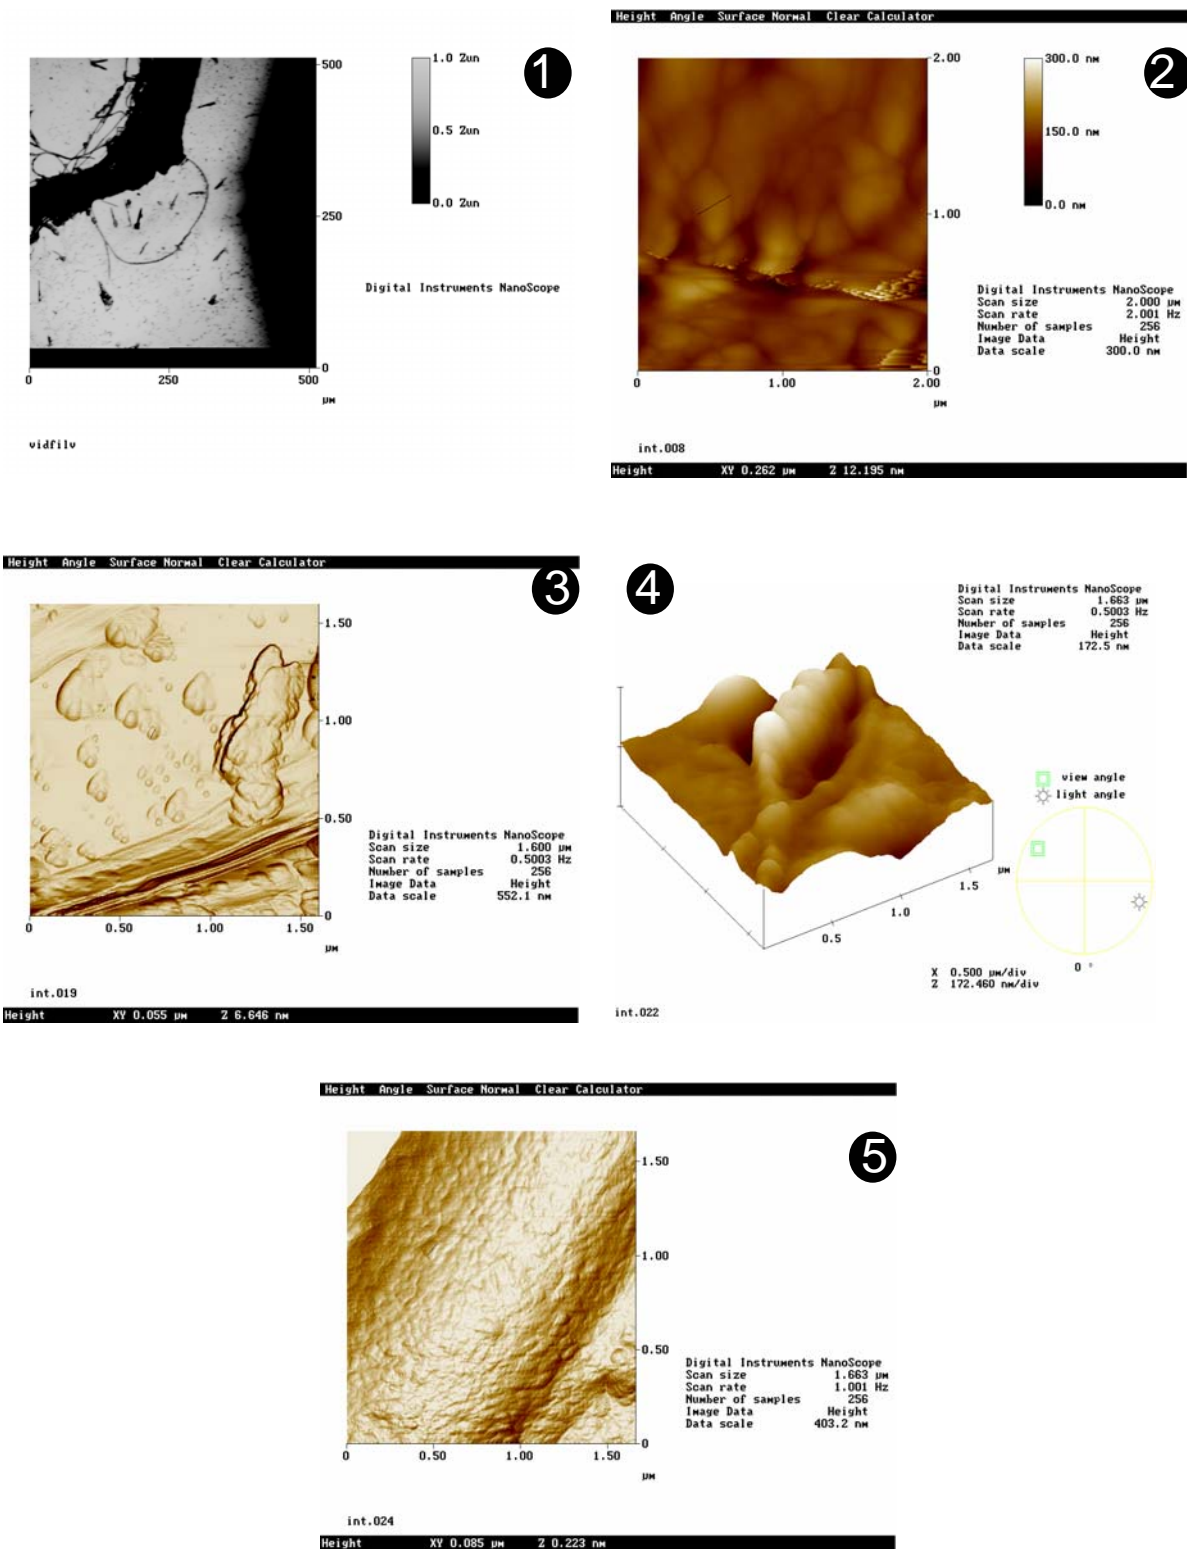 1
1.0 Zun
0.5 Zun
0.0 Zun
500
250
0
0 250 500
µM
Digital Instruments NanoScope
vidfilv
Height Angle Surface Normal Clear Calculator
2
2.00
1.00
0
0 1.00 2.00
µM
300.0 nM
150.0 nM
0.0 nM
Digital Instruments NanoScope
Scan size 2.000 µM
Scan rate 2.001 Hz
Number of samples 256
Image Data Height
Data scale 300.0 nM
int.008
Height XY 0.262 µM Z 12.195 nM
Height Angle Surface Normal Clear Calculator
3
1.50
1.00
0.50
0
0 0.50 1.00 1.50
µM
Digital Instruments NanoScope
Scan size 1.600 µM
Scan rate 0.5003 Hz
Number of samples 256
Image Data Height
Data scale 552.1 nM
int.019
Height XY 0.055 µM Z 6.646 nM
4
Digital Instruments NanoScope
Scan size 1.663 µM
Scan rate 0.5003 Hz
Number of samples 256
Image Data Height
Data scale 172.5 nM
view angle
light angle
0 °
µM
1.5
1.0
0.5
X 0.500 µM/div
Z 172.460 nM/div
int.022
Height Angle Surface Normal Clear Calculator
5
1.50
1.00
0.50
0
0 0.50 1.00 1.50
µM
Digital Instruments NanoScope
Scan size 1.663 µM
Scan rate 1.001 Hz
Number of samples 256
Image Data Height
Data scale 403.2 nM
int.024
Height XY 0.085 µM Z 0.223 nM